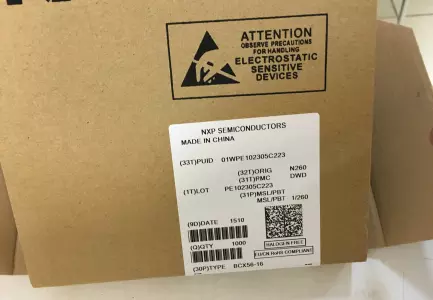 ATTENTION
OBSERVE PRECAUTIONS
FOR HANDLING
ELECTROSTATIC
SENSITIVE
DEVICES
NXP SEMICONDUCTORS
MADE IN CHINA
(33T)PUID 01WPE102305C223
(32T)ORIG N260
(31T)PMC DWD
(1T)LOT PE102305C223
(31P)MSL/PBT
MSL/PBT 1/260
(9D)DATE 1510
(Q)QTY 1000
HALOGEN FREE
EU/CN RoHS COMPLIANT
(30P)TYPE BCX56-16